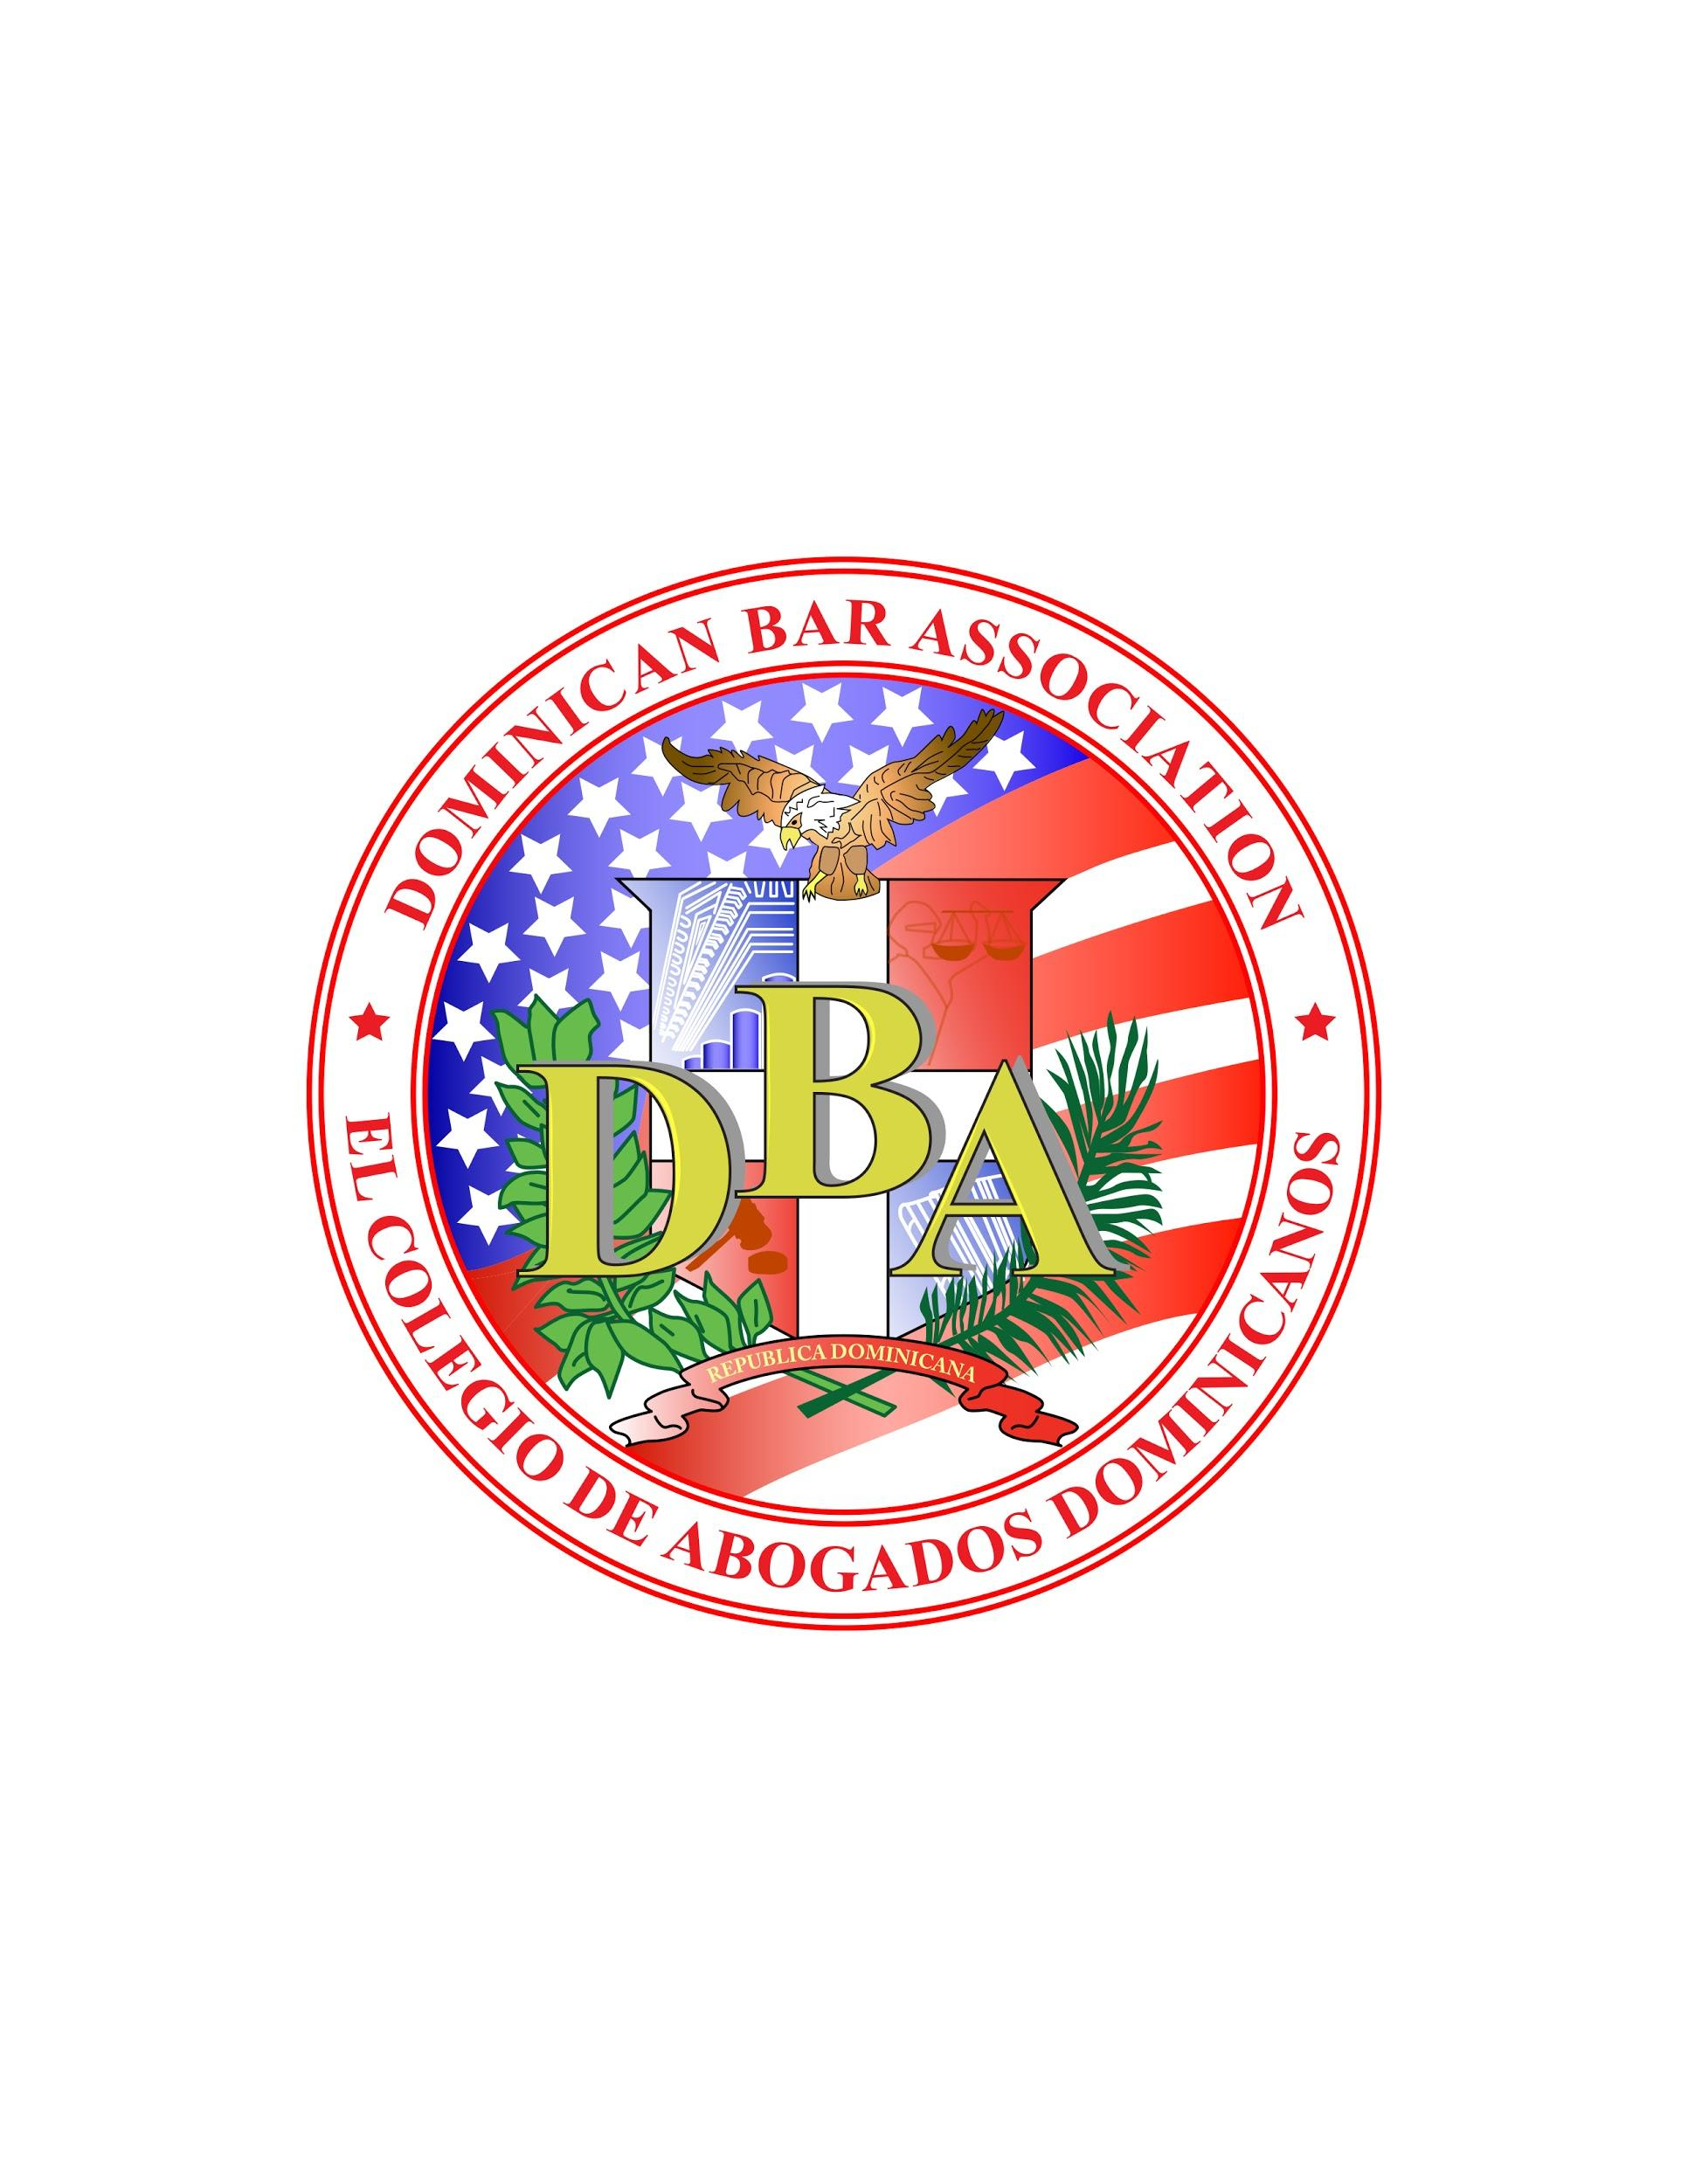 DOMINICAN BAR ASSOCIATION
DBA
REPUBLICA DOMINICANA
EL COLEGIO DE ABOGADOS DOMINICANOS